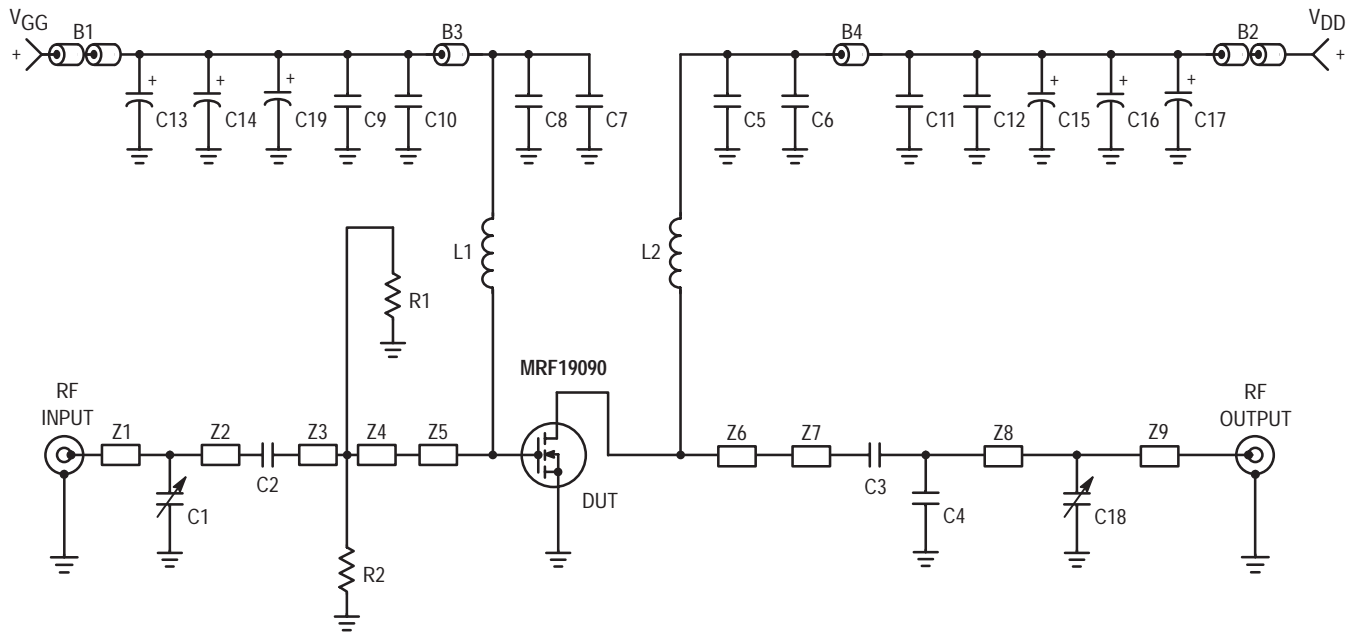 VGG
+
B1
B3
B4
B2
VDD
+
+
+
+
+
+
+
C13
C14
C19
C9
C10
C8
C7
C5
C6
C11
C12
C15
C16
C17
L1
L2
R1
MRF19090
RF
INPUT
RF
OUTPUT
Z1
Z2
Z3
Z4
Z5
Z6
Z7
Z8
Z9
C2
C3
C1
DUT
C4
C18
R2